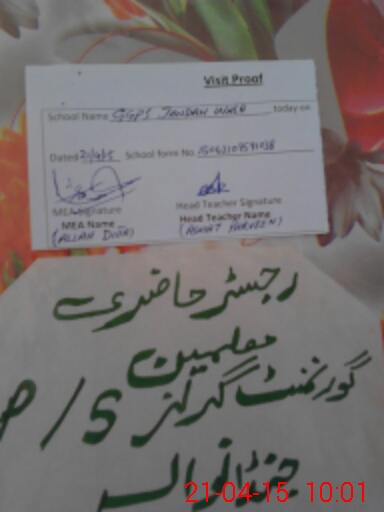 Visit Proof
School Name GGPS JANDAN WALA today on
Dated 21/4/15 School form No.
MEA Signature Head Teacher Signature
MEA Name Head Teacher Name
(ALLAH DITTA) (ASMAT PARVEEN)
رجسٹر حاضری
معلمین
گورنمنٹ گرلز P/S
جنڈانوالہ
21-04-15 10:01